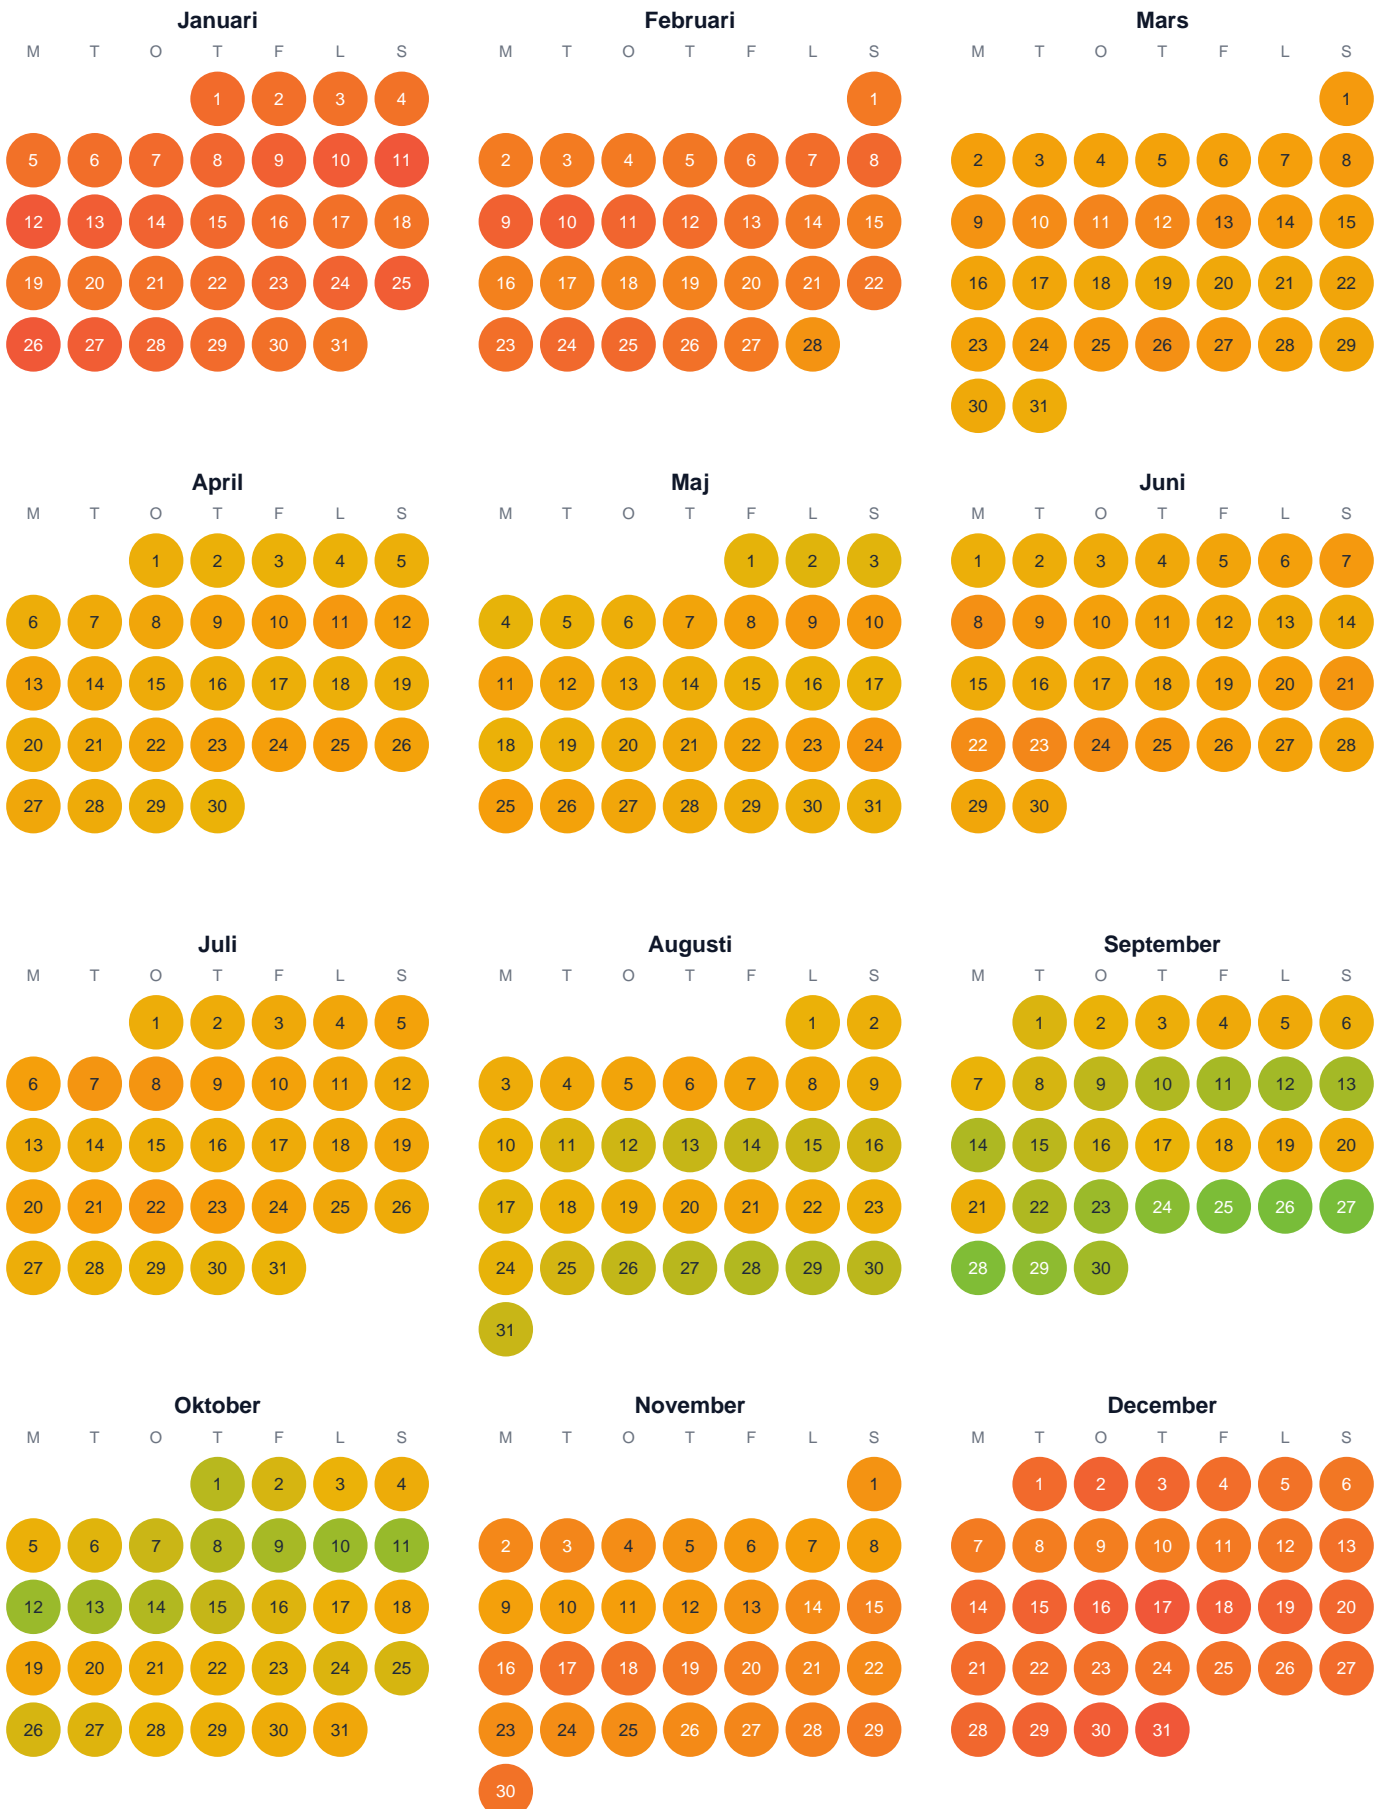 Januari Februari Mars
M T O T F L S M T O T F L S M T O T F L S
1 2 3 4 1 1
5 6 7 8 9 10 11 2 3 4 5 6 7 8 2 3 4 5 6 7 8
12 13 14 15 16 17 18 9 10 11 12 13 14 15 9 10 11 12 13 14 15
19 20 21 22 23 24 25 16 17 18 19 20 21 22 16 17 18 19 20 21 22
26 27 28 29 30 31 23 24 25 26 27 28 23 24 25 26 27 28 29
30 31
April Maj Juni
M T O T F L S M T O T F L S M T O T F L S
1 2 3 4 5 1 2 3 1 2 3 4 5 6 7
6 7 8 9 10 11 12 4 5 6 7 8 9 10 8 9 10 11 12 13 14
13 14 15 16 17 18 19 11 12 13 14 15 16 17 15 16 17 18 19 20 21
20 21 22 23 24 25 26 18 19 20 21 22 23 24 22 23 24 25 26 27 28
27 28 29 30 25 26 27 28 29 30 31 29 30
Juli Augusti September
M T O T F L S M T O T F L S M T O T F L S
1 2 3 4 5 1 2 1 2 3 4 5 6
6 7 8 9 10 11 12 3 4 5 6 7 8 9 7 8 9 10 11 12 13
13 14 15 16 17 18 19 10 11 12 13 14 15 16 14 15 16 17 18 19 20
20 21 22 23 24 25 26 17 18 19 20 21 22 23 21 22 23 24 25 26 27
27 28 29 30 31 24 25 26 27 28 29 30 28 29 30
31
Oktober November December
M T O T F L S M T O T F L S M T O T F L S
1 2 3 4 1 1 2 3 4 5 6
5 6 7 8 9 10 11 2 3 4 5 6 7 8 7 8 9 10 11 12 13
12 13 14 15 16 17 18 9 10 11 12 13 14 15 14 15 16 17 18 19 20
19 20 21 22 23 24 25 16 17 18 19 20 21 22 21 22 23 24 25 26 27
26 27 28 29 30 31 23 24 25 26 27 28 29 28 29 30 31
30